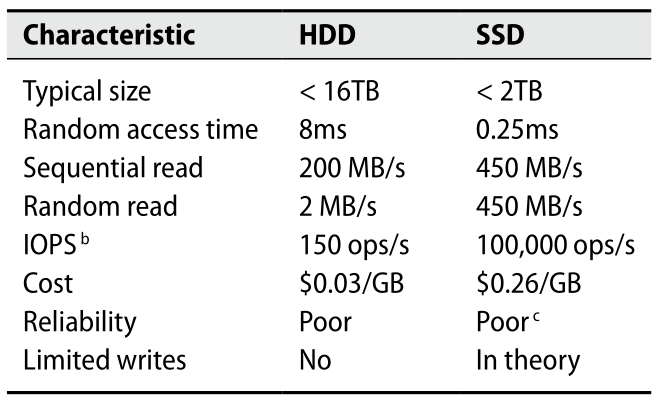 Characteristic HDD SSD
Typical size < 16TB < 2TB
Random access time 8ms 0.25ms
Sequential read 200 MB/s 450 MB/s
Random read 2 MB/s 450 MB/s
IOPS b 150 ops/s 100,000 ops/s
Cost $0.03/GB $0.26/GB
Reliability Poor Poor c
Limited writes No In theory